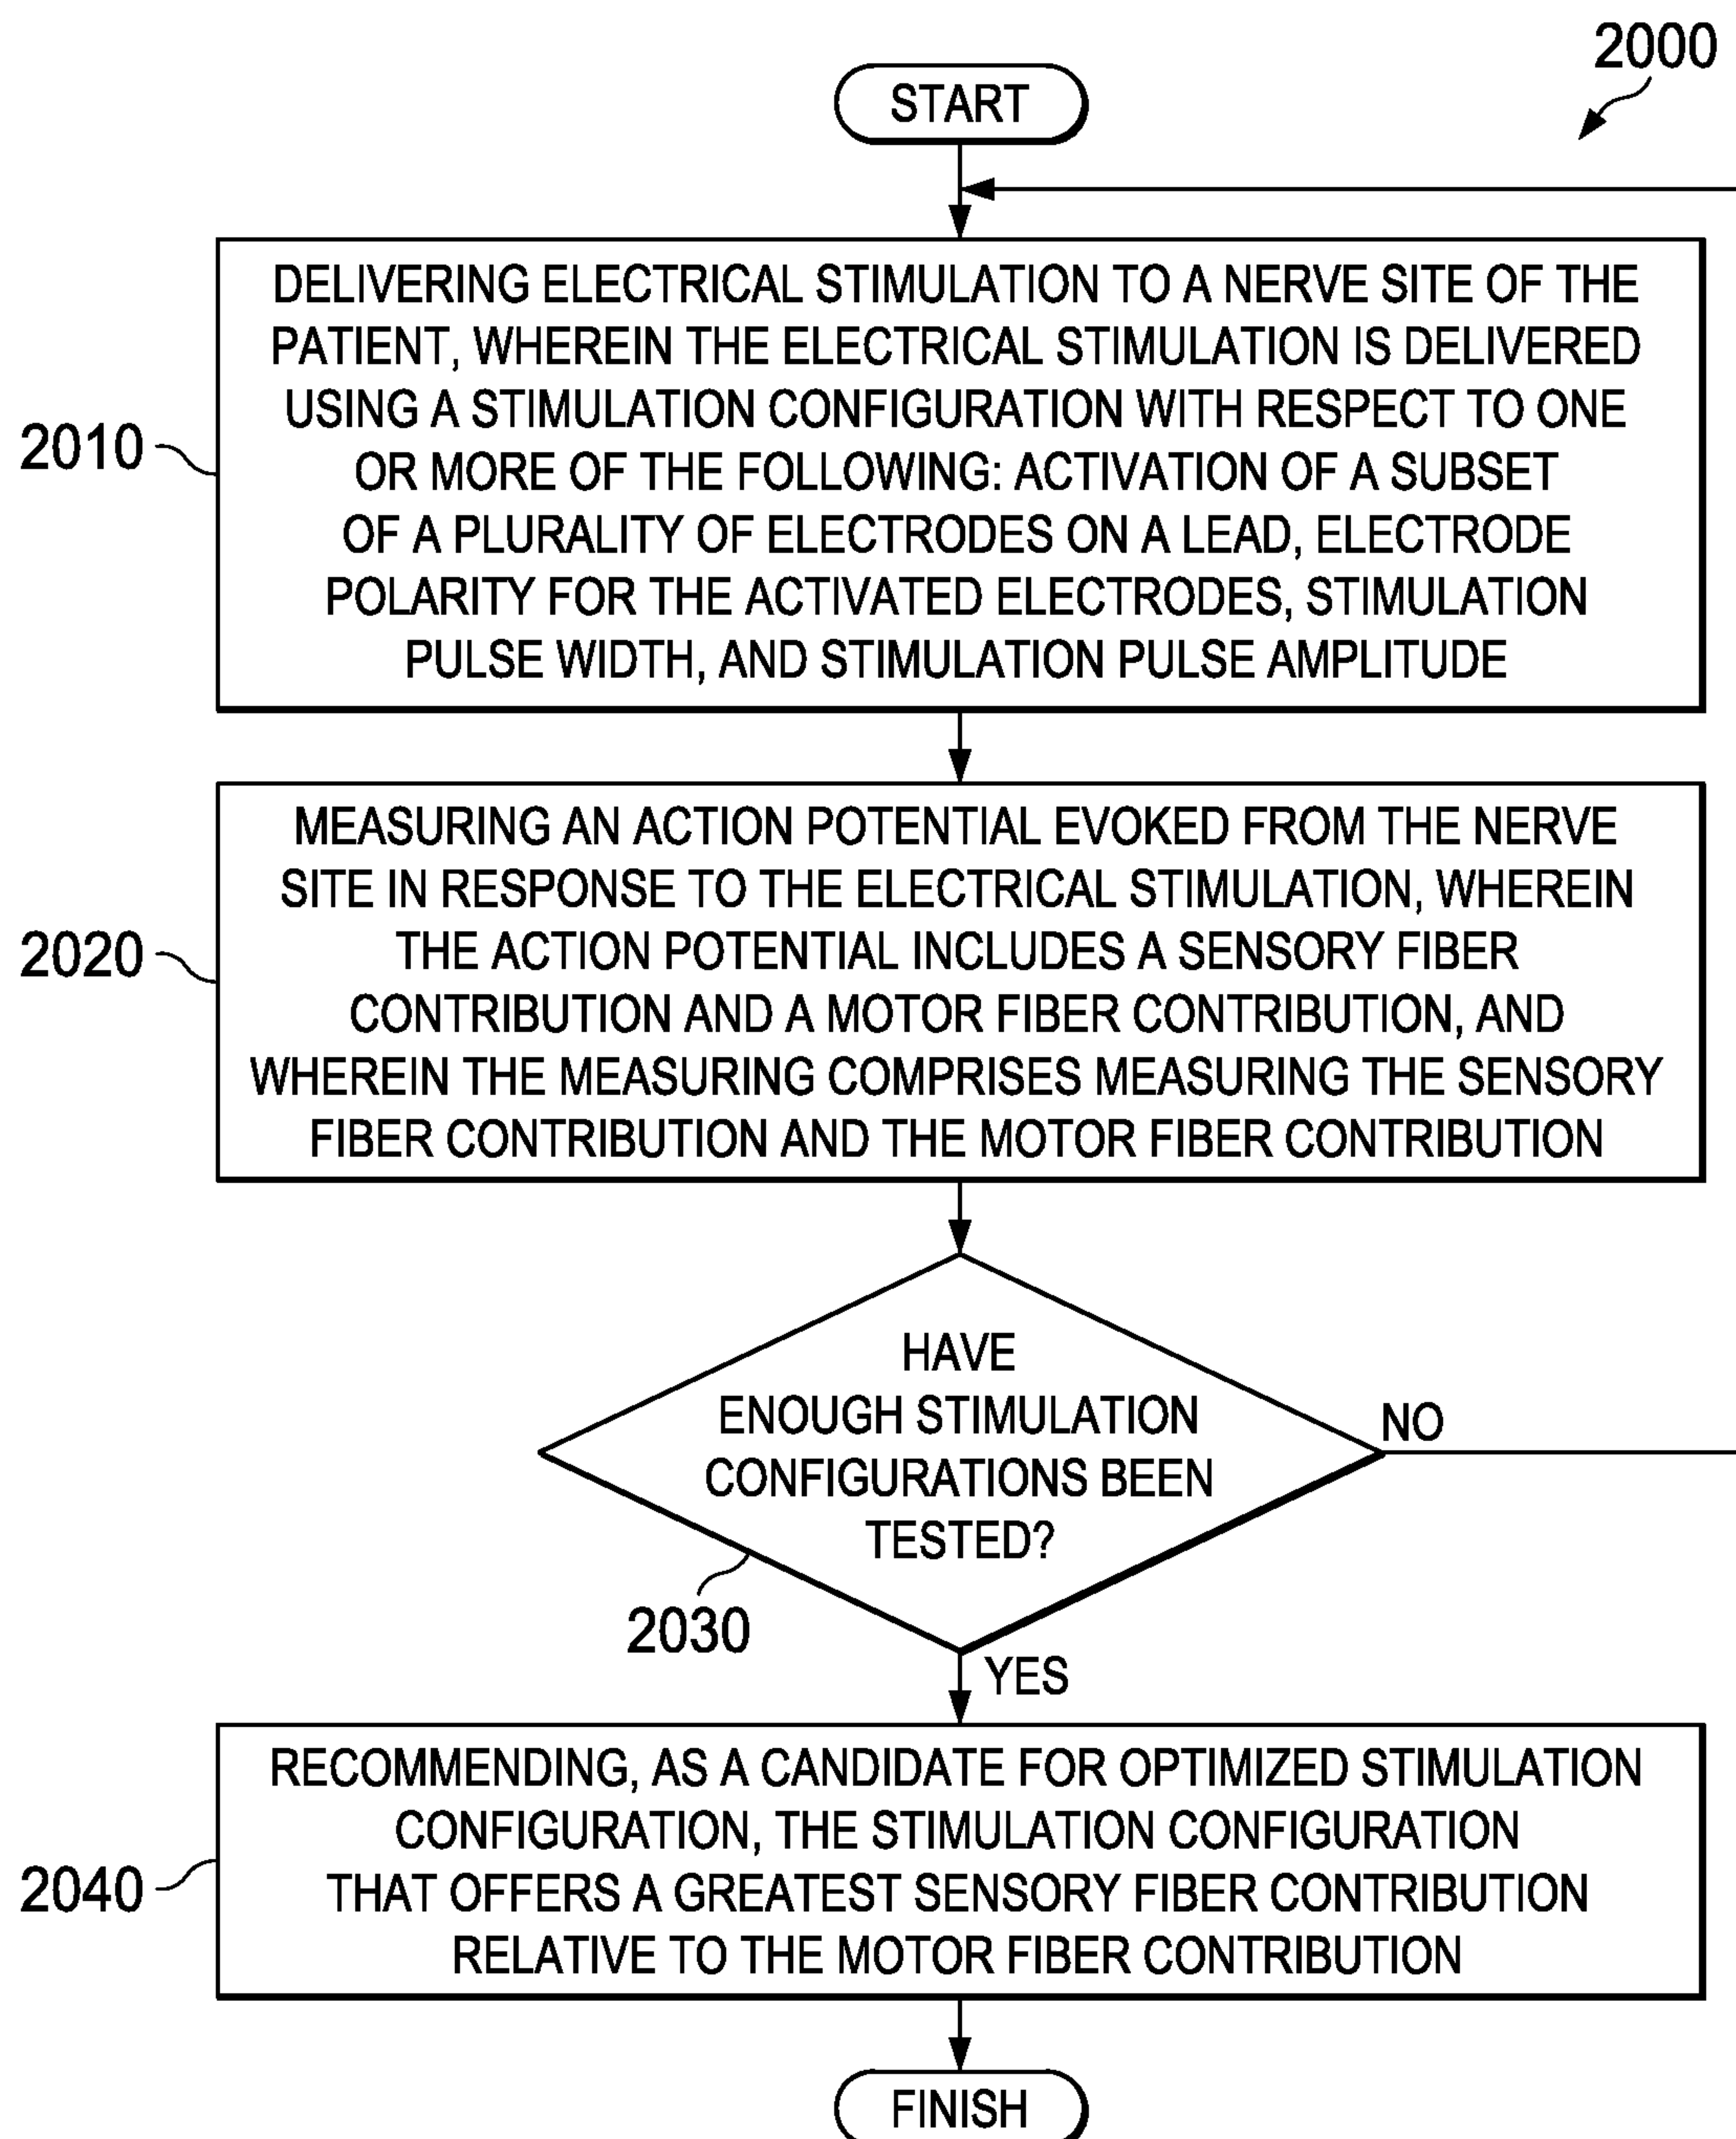 2000
START
DELIVERING ELECTRICAL STIMULATION TO A NERVE SITE OF THE
PATIENT, WHEREIN THE ELECTRICAL STIMULATION IS DELIVERED
USING A STIMULATION CONFIGURATION WITH RESPECT TO ONE
OR MORE OF THE FOLLOWING: ACTIVATION OF A SUBSET
OF A PLURALITY OF ELECTRODES ON A LEAD, ELECTRODE
POLARITY FOR THE ACTIVATED ELECTRODES, STIMULATION
PULSE WIDTH, AND STIMULATION PULSE AMPLITUDE
2010
MEASURING AN ACTION POTENTIAL EVOKED FROM THE NERVE
SITE IN RESPONSE TO THE ELECTRICAL STIMULATION, WHEREIN
THE ACTION POTENTIAL INCLUDES A SENSORY FIBER
CONTRIBUTION AND A MOTOR FIBER CONTRIBUTION, AND
WHEREIN THE MEASURING COMPRISES MEASURING THE SENSORY
FIBER CONTRIBUTION AND THE MOTOR FIBER CONTRIBUTION
2020
HAVE
ENOUGH STIMULATION
CONFIGURATIONS BEEN
TESTED?
NO
2030
YES
RECOMMENDING, AS A CANDIDATE FOR OPTIMIZED STIMULATION
CONFIGURATION, THE STIMULATION CONFIGURATION
THAT OFFERS A GREATEST SENSORY FIBER CONTRIBUTION
RELATIVE TO THE MOTOR FIBER CONTRIBUTION
2040
FINISH